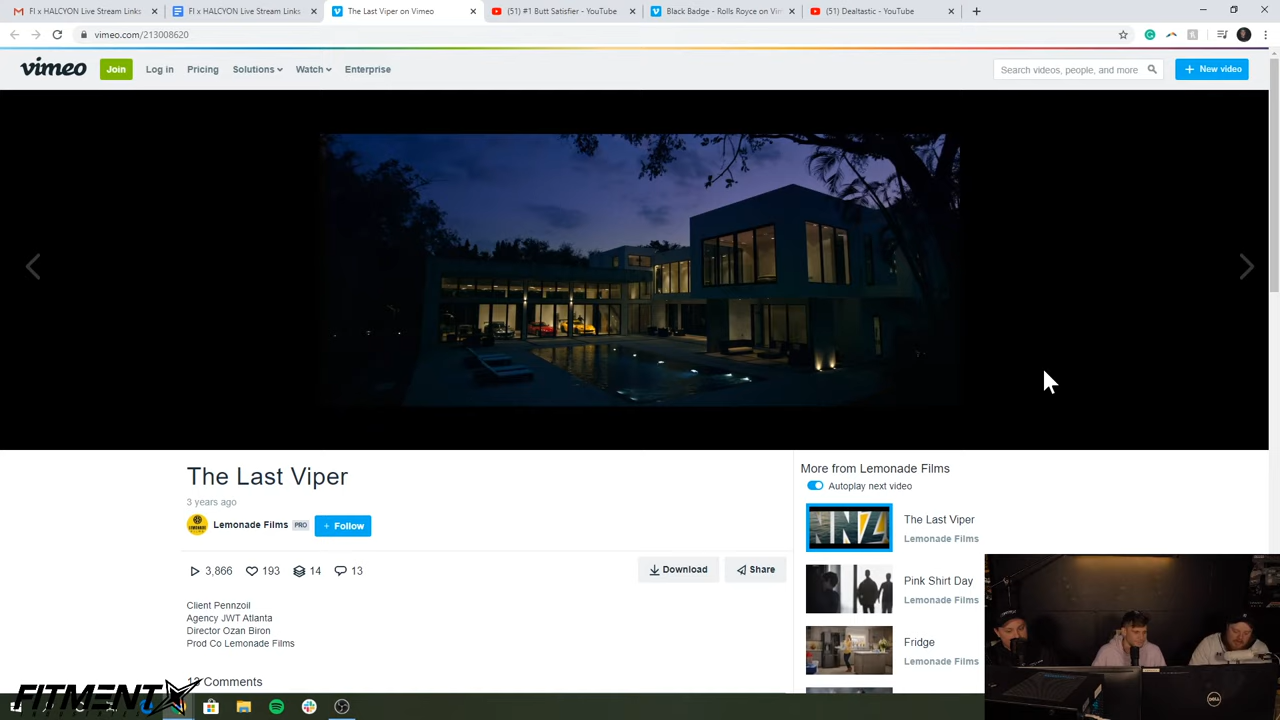 FI x HALCYON Live Stream Links
FI x HALCYON Live Stream Links
The Last Viper on Vimeo
(51) #1 Butt Satisfier - YouTube
Black Badge - Rolls Royce on Vim
(51) Dealtastic - YouTube
vimeo.com/213008620
vimeo
Join
Log in
Pricing
Solutions
Watch
Enterprise
Search videos, people, and more
New video
The Last Viper
3 years ago
Lemonade Films PRO
+ Follow
3,866
193
14
13
Download
Share
Client Pennzoil
Agency JWT Atlanta
Director Ozan Biron
Prod Co Lemonade Films
Comments
More from Lemonade Films
Autoplay next video
NNZ
The Last Viper
Lemonade Films
Pink Shirt Day
Lemonade Films
Fridge
Lemonade Films
FITMENT
DELL